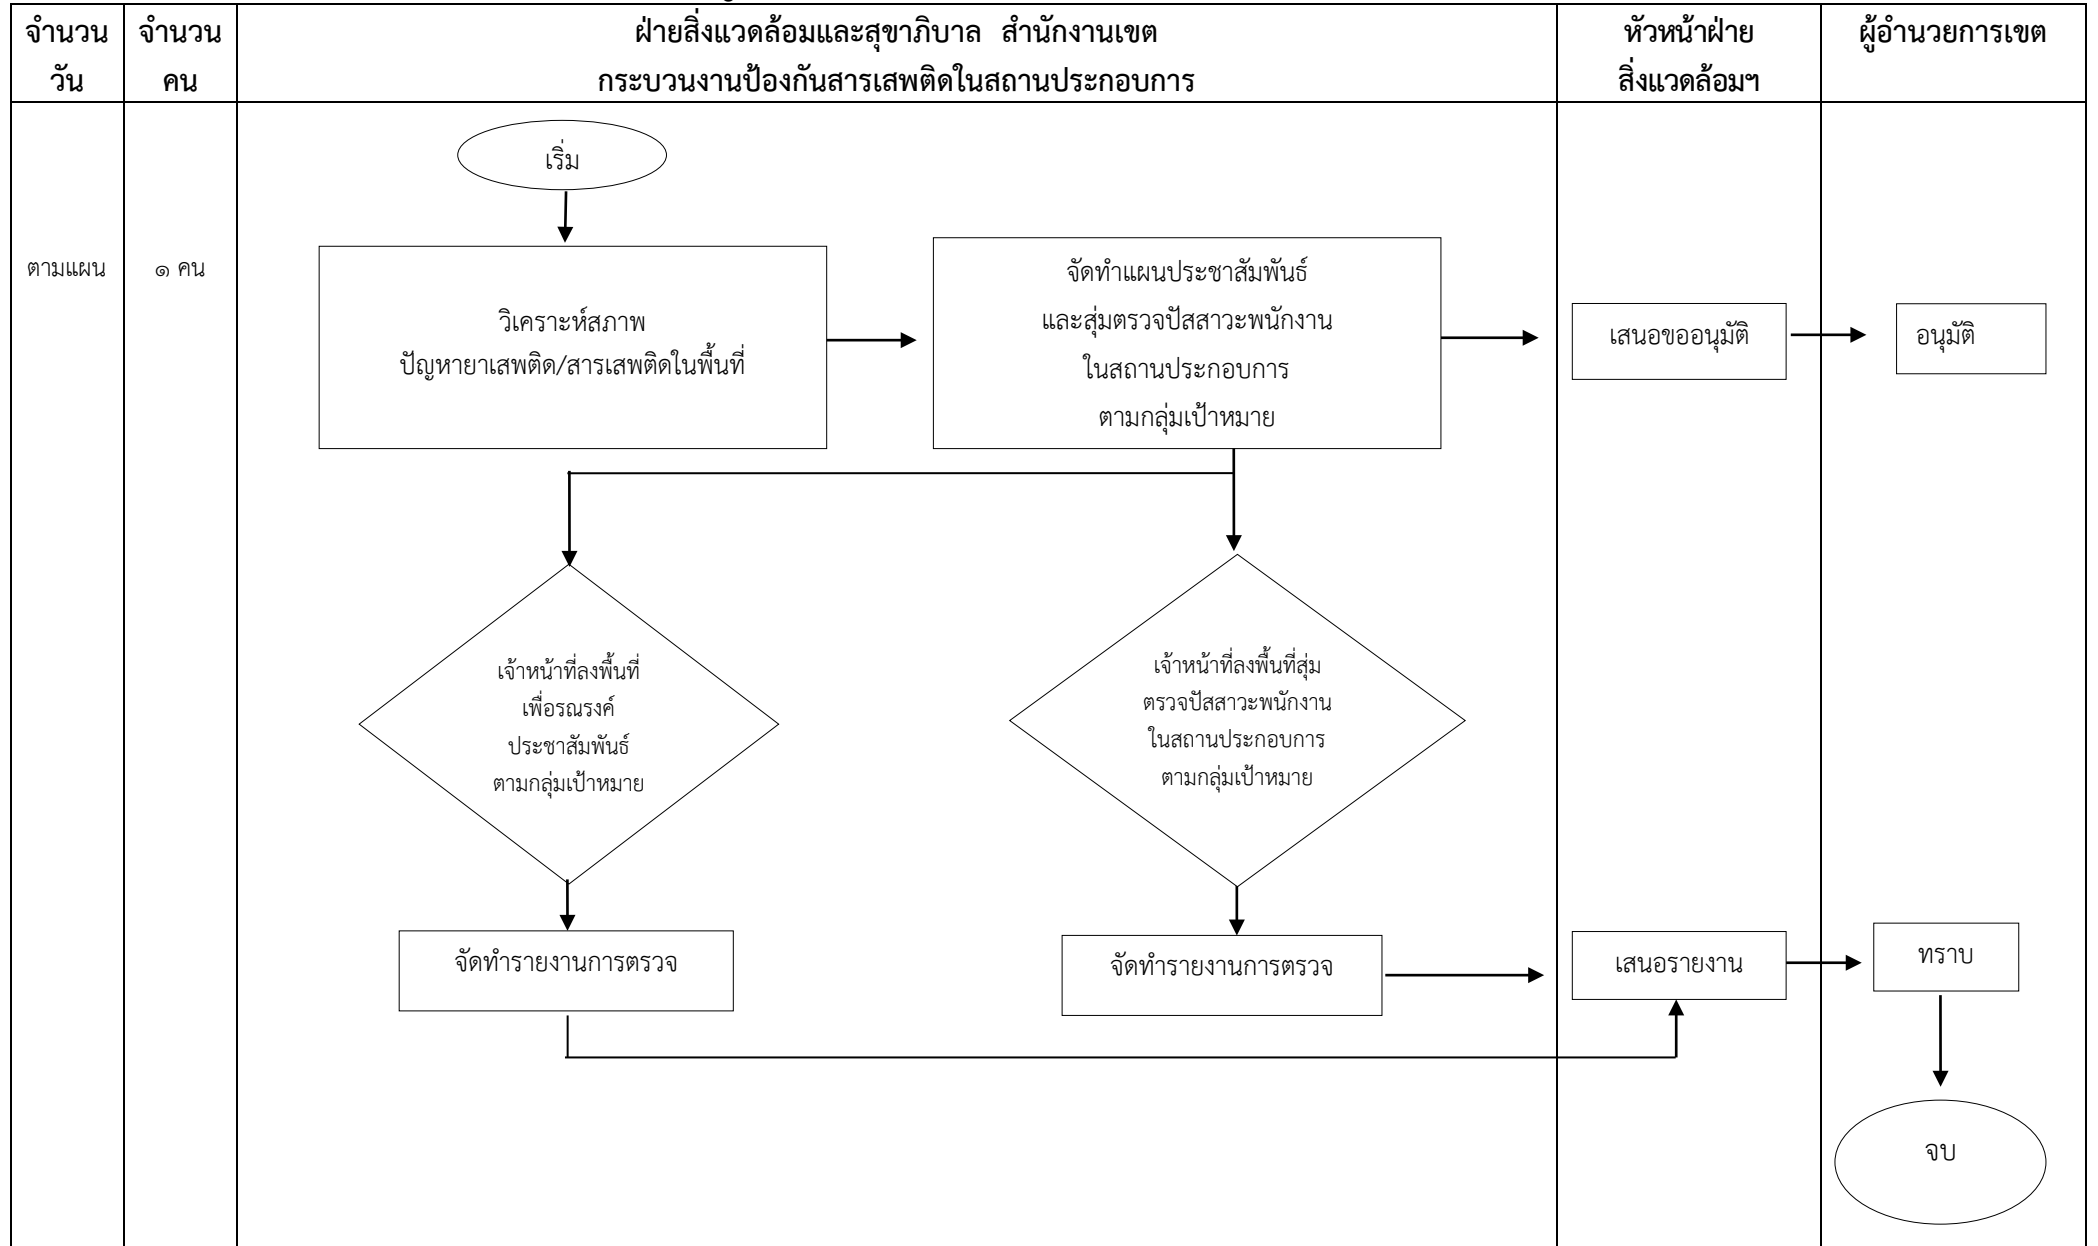 จำนวน
วัน
จำนวน
คน
ฝ่ายสิ่งแวดล้อมและสุขาภิบาล สำนักงานเขต
กระบวนงานป้องกันสารเสพติดในสถานประกอบการ
หัวหน้าฝ่าย
สิ่งแวดล้อมฯ
ผู้อำนวยการเขต
เริ่ม
ตามแผน
๑ คน
วิเคราะห์สภาพ
ปัญหายาเสพติด/สารเสพติดในพื้นที่
จัดทำแผนประชาสัมพันธ์
และสุ่มตรวจปัสสาวะพนักงาน
ในสถานประกอบการ
ตามกลุ่มเป้าหมาย
เสนอขออนุมัติ
อนุมัติ
เจ้าหน้าที่ลงพื้นที่
เพื่อรณรงค์
ประชาสัมพันธ์
ตามกลุ่มเป้าหมาย
เจ้าหน้าที่ลงพื้นที่สุ่ม
ตรวจปัสสาวะพนักงาน
ในสถานประกอบการ
ตามกลุ่มเป้าหมาย
จัดทำรายงานการตรวจ
จัดทำรายงานการตรวจ
เสนอรายงาน
ทราบ
จบ